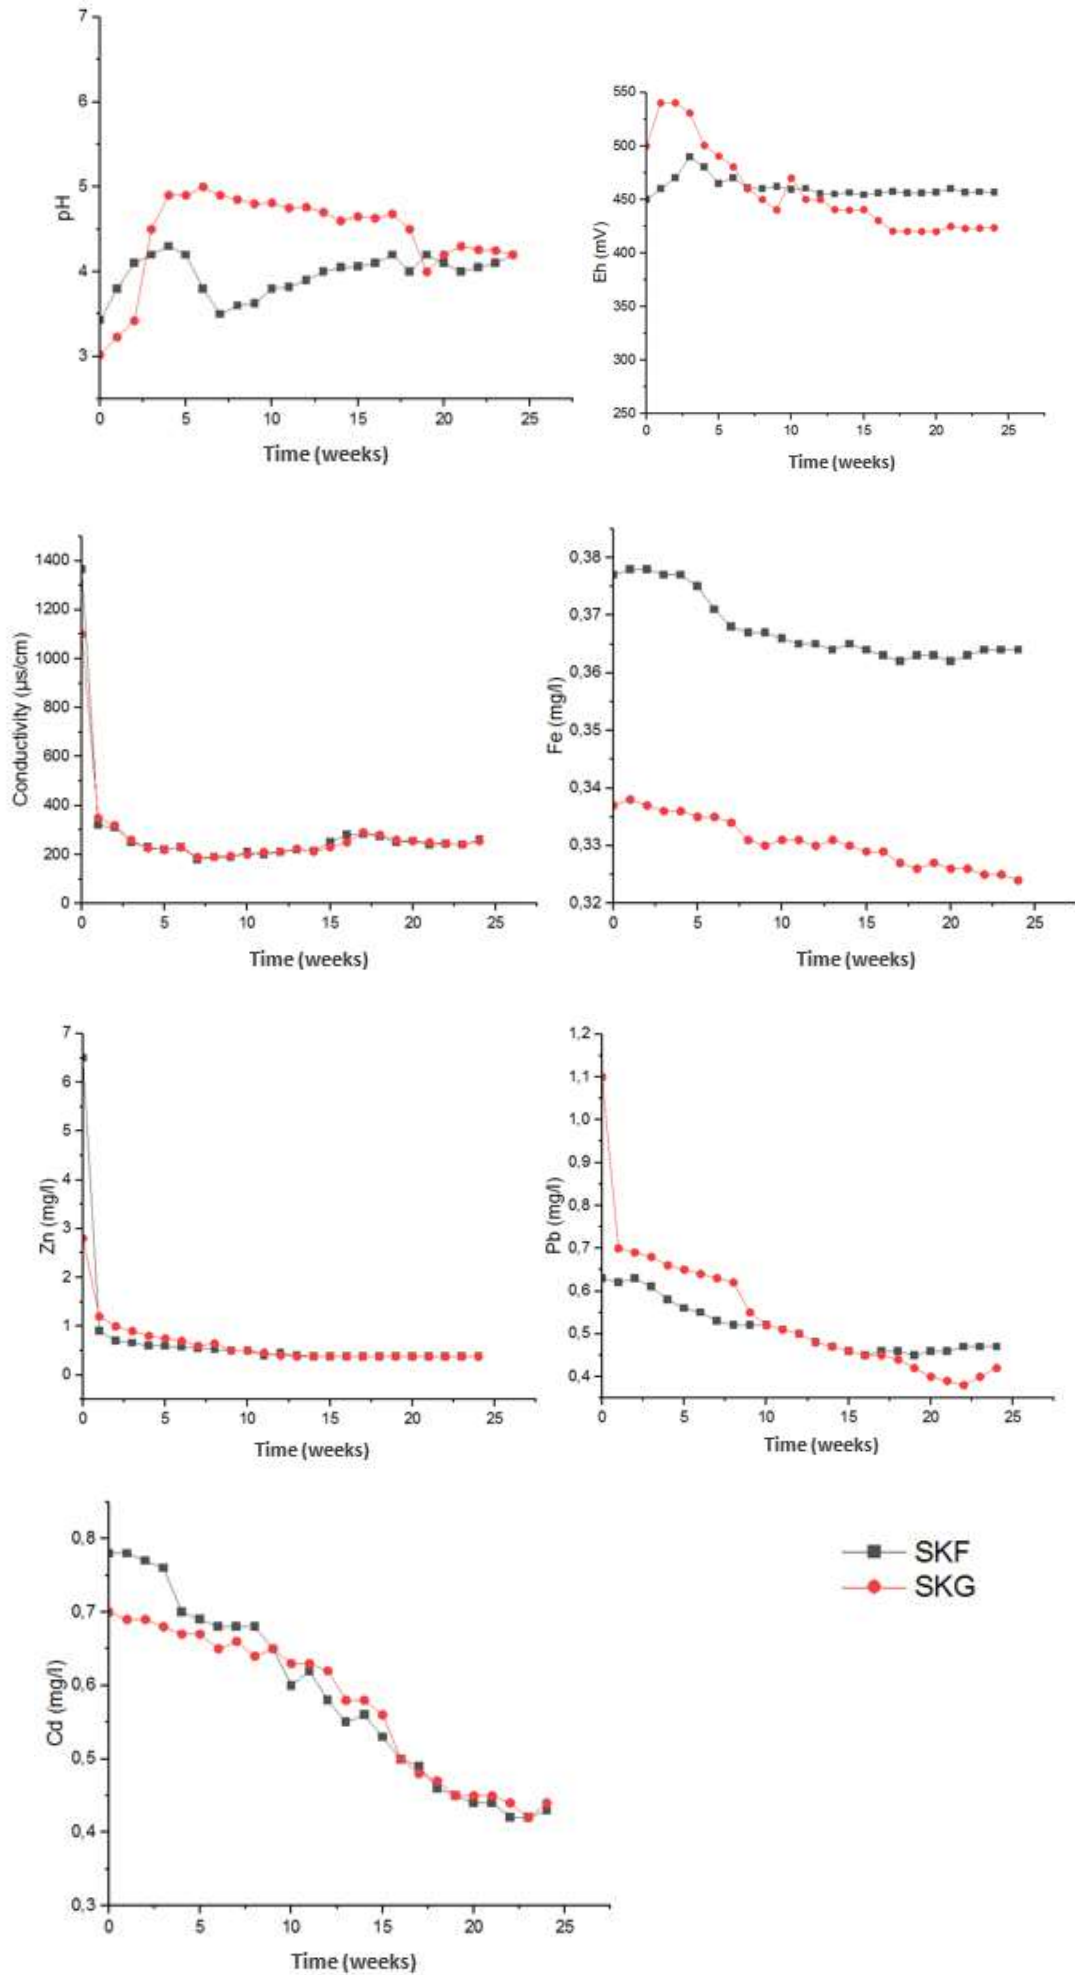 7
6
5
4
3
pH
0 5 10 15 20 25
Time (weeks)
550
500
450
400
350
300
250
Eh (mV)
0 5 10 15 20 25
Time (weeks)
1400
1200
1000
800
600
400
200
0
Conductivity (µs/cm)
0 5 10 15 20 25
Time (weeks)
0,38
0,37
0,36
0,35
0,34
0,33
0,32
Fe (mg/l)
0 5 10 15 20 25
Time (weeks)
7
6
5
4
3
2
1
0
Zn (mg/l)
0 5 10 15 20 25
Time (weeks)
1,2
1,1
1,0
0,9
0,8
0,7
0,6
0,5
0,4
Pb (mg/l)
0 5 10 15 20 25
Time (weeks)
0,8
0,7
0,6
0,5
0,4
0,3
Cd (mg/l)
0 5 10 15 20 25
Time (weeks)
SKF
SKG